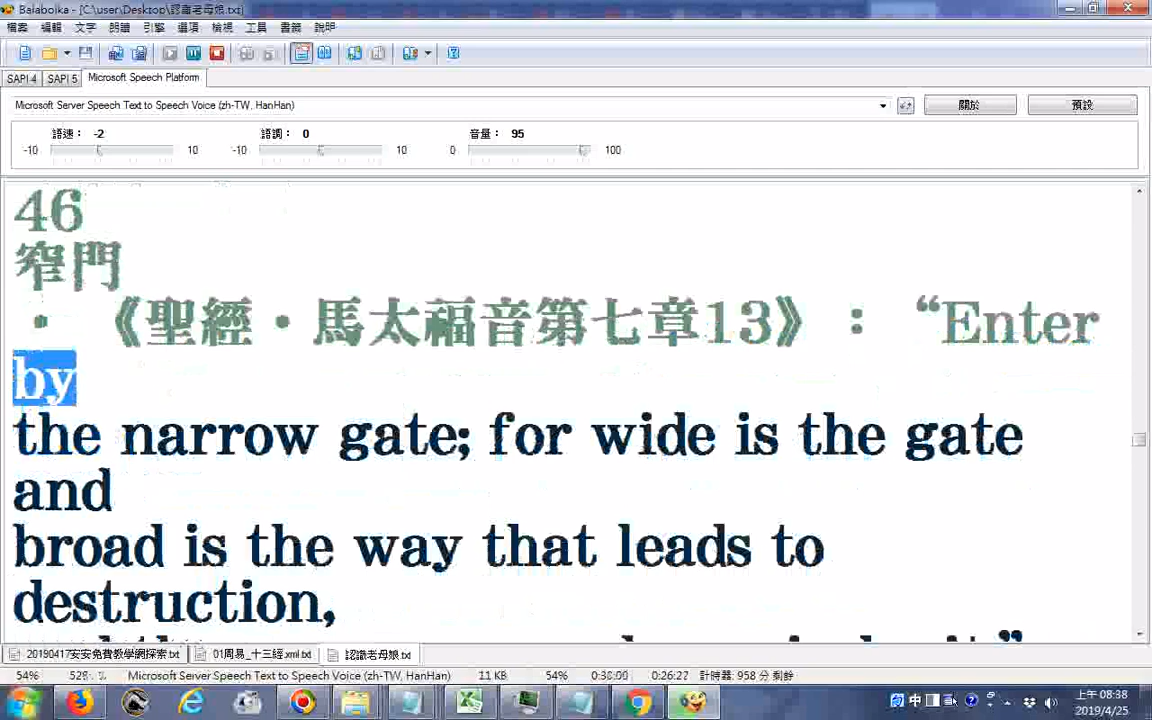 Balabolka - [C:\user\Desktop\認識老母娘.txt]
檔案 編輯 文字 朗讀 引擎 選項 檢視 工具 書籤 說明
SAPI 4 SAPI 5 Microsoft Speech Platform
Microsoft Server Speech Text to Speech Voice (zh-TW, HanHan) 關於 預設
語速： -2 語調： 0 音量： 95
-10 10 -10 10 0 100
46
窄門
• 《聖經•馬太福音第七章13》：“Enter
by
the narrow gate; for wide is the gate
and
broad is the way that leads to
destruction,
20190417安安免費教學網探索.txt 01周易_十三經.xml.txt 認識老母娘.txt
54% Microsoft Server Speech Text to Speech Voice (zh-TW, HanHan) 11 KB 54% 0:38:00 0:26:27 計時器: 958 分 剩餘
中 上午 08:38
2019/4/25